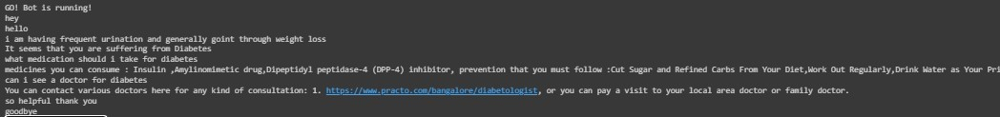 GO! Bot is running!
hey
hello
i am having frequent urination and generally goint through weight loss
It seems that you are suffering from Diabetes
what medication should i take for diabetes
medicines you can consume : Insulin ,Amylinomimetic drug,Dipeptidyl peptidase-4 (DPP-4) inhibitor, prevention that you must follow :Cut Sugar and Refined Carbs From Your Diet,Work Out Regularly,Drink Water as Your Pri
can i see a doctor for diabetes
You can contact various doctors here for any kind of consultation: 1. https://www.practo.com/bangalore/diabetologist, or you can pay a visit to your local area doctor or family doctor.
so helpful thank you
goodbye